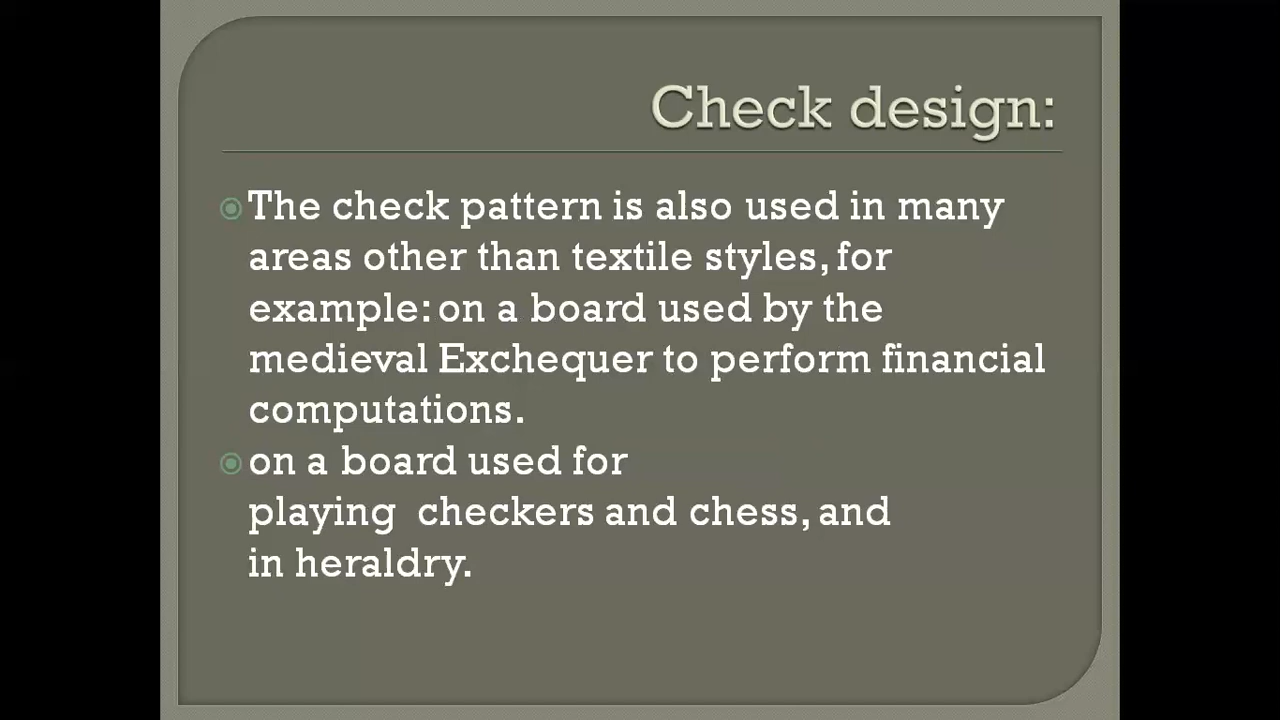 Check design:
The check pattern is also used in many
areas other than textile styles, for
example: on a board used by the
medieval Exchequer to perform financial
computations.
on a board used for
playing  checkers and chess, and
in heraldry.